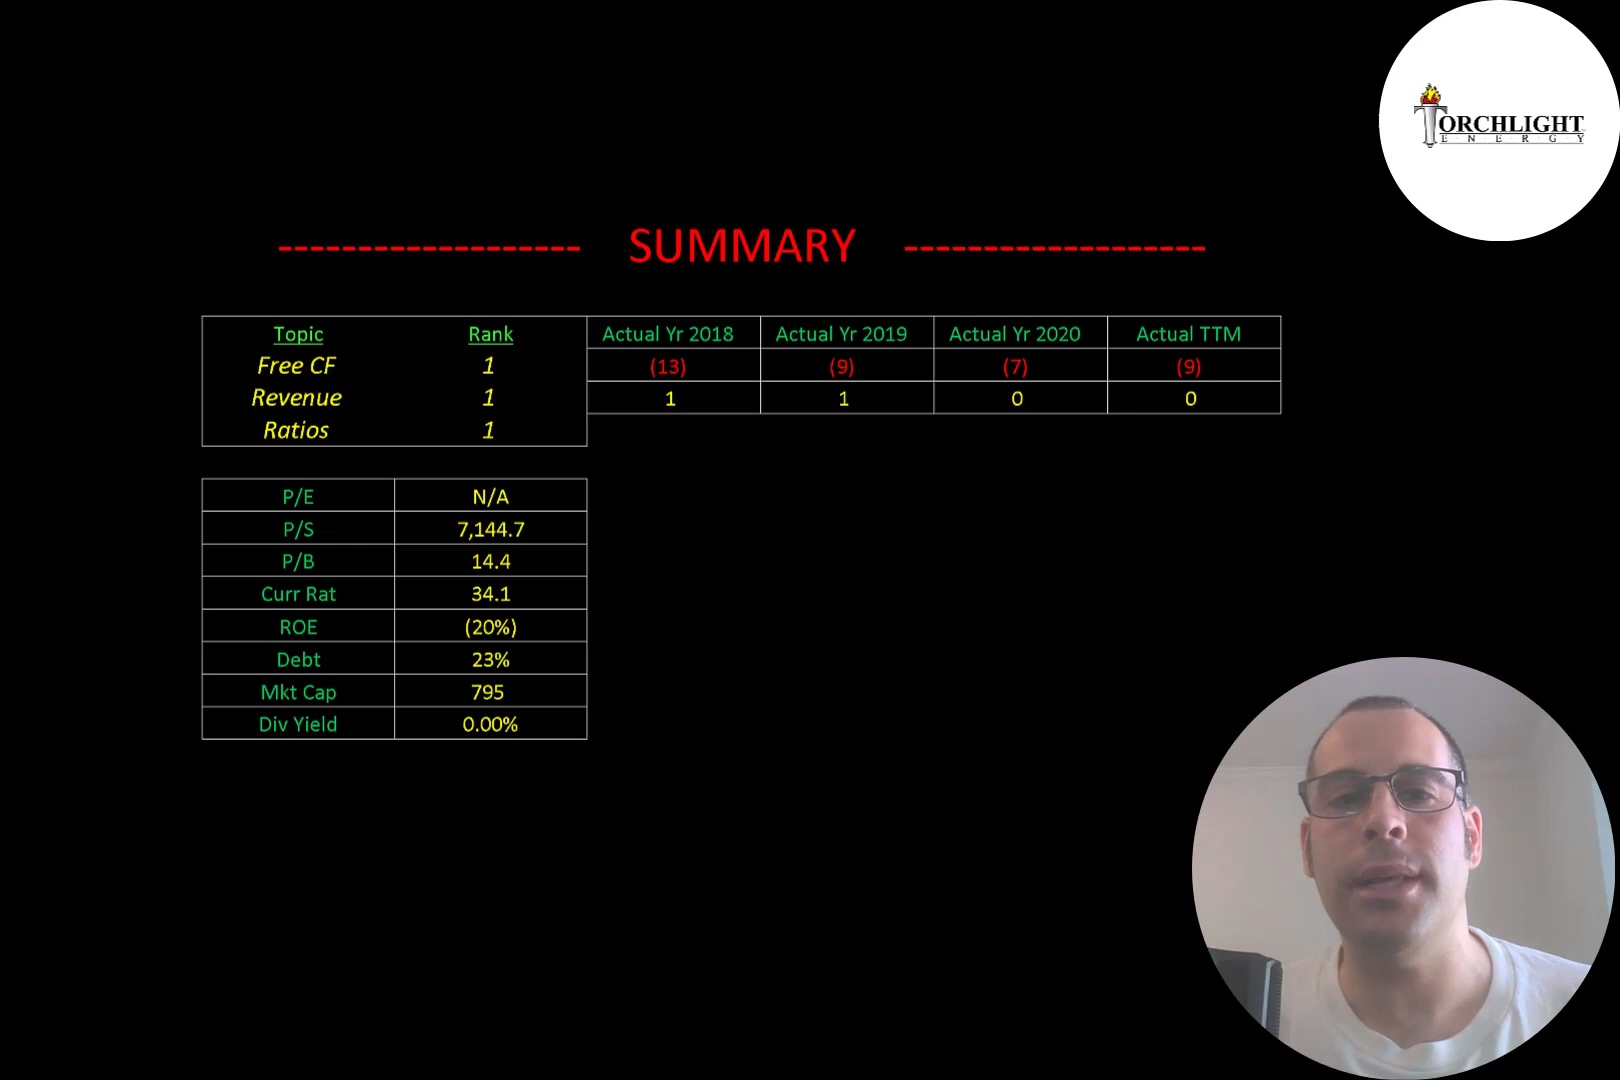 TORCHLIGHT
ENERGY
------------------- SUMMARY -------------------
Topic Rank Actual Yr 2018 Actual Yr 2019 Actual Yr 2020 Actual TTM
Free CF 1 (13) (9) (7) (9)
Revenue 1 1 1 0 0
Ratios 1
P/E N/A
P/S 7,144.7
P/B 14.4
Curr Rat 34.1
ROE (20%)
Debt 23%
Mkt Cap 795
Div Yield 0.00%